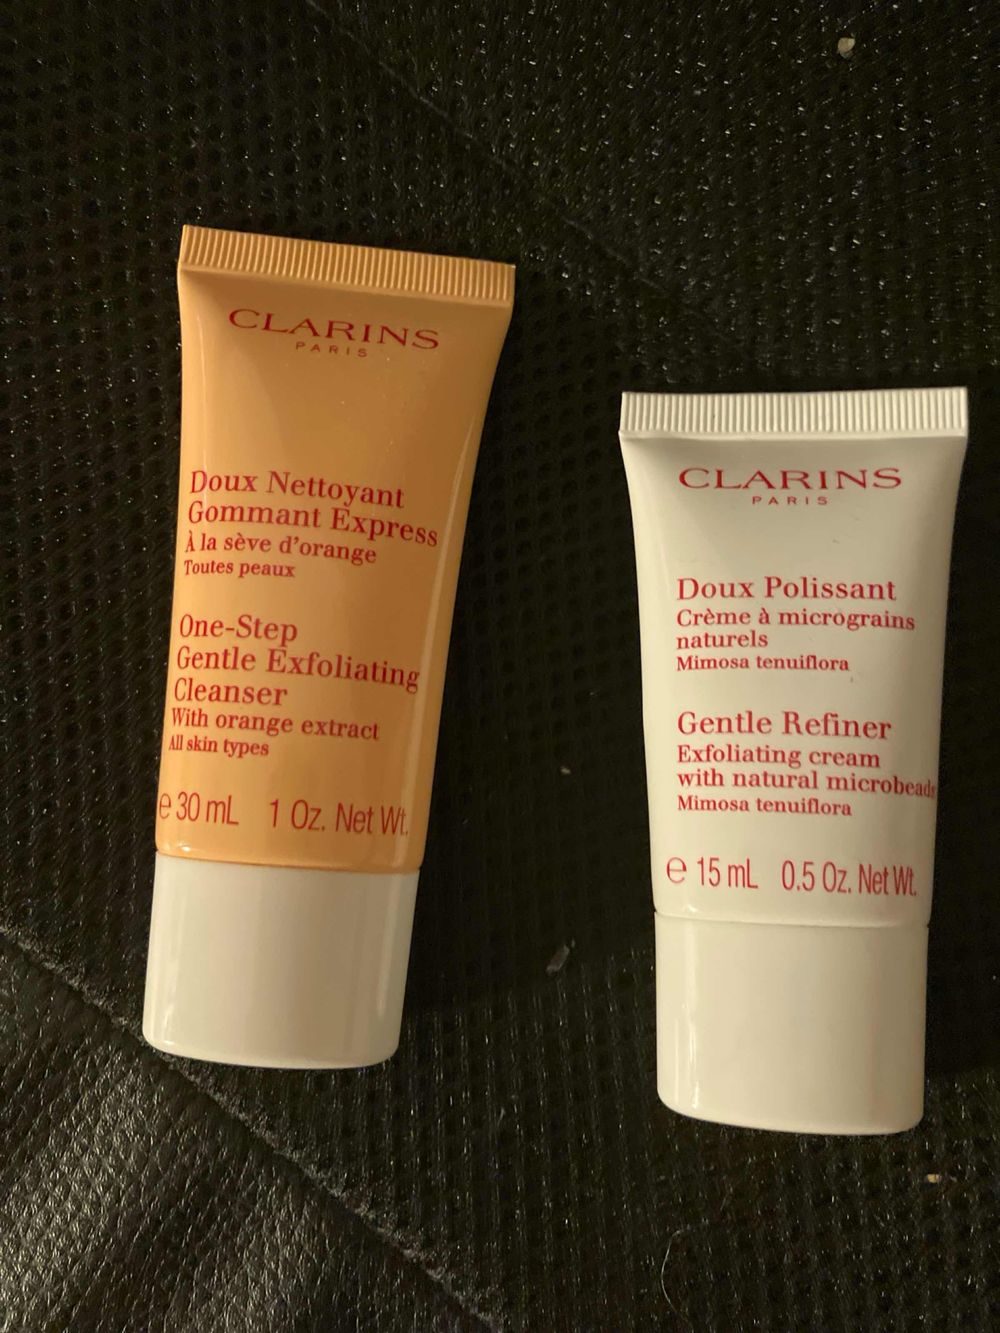 CLARINS
PARIS
Doux Nettoyant
Gommant Express
À la sève d'orange
Toutes peaux
One-Step
Gentle Exfoliating
Cleanser
With orange extract
All skin types
e 30 mL 1 Oz. Net Wt.
CLARINS
PARIS
Doux Polissant
Crème à micrograins
naturels
Mimosa tenuiflora
Gentle Refiner
Exfoliating cream
with natural microbeads
Mimosa tenuiflora
e 15 mL 0.5 Oz. Net Wt.